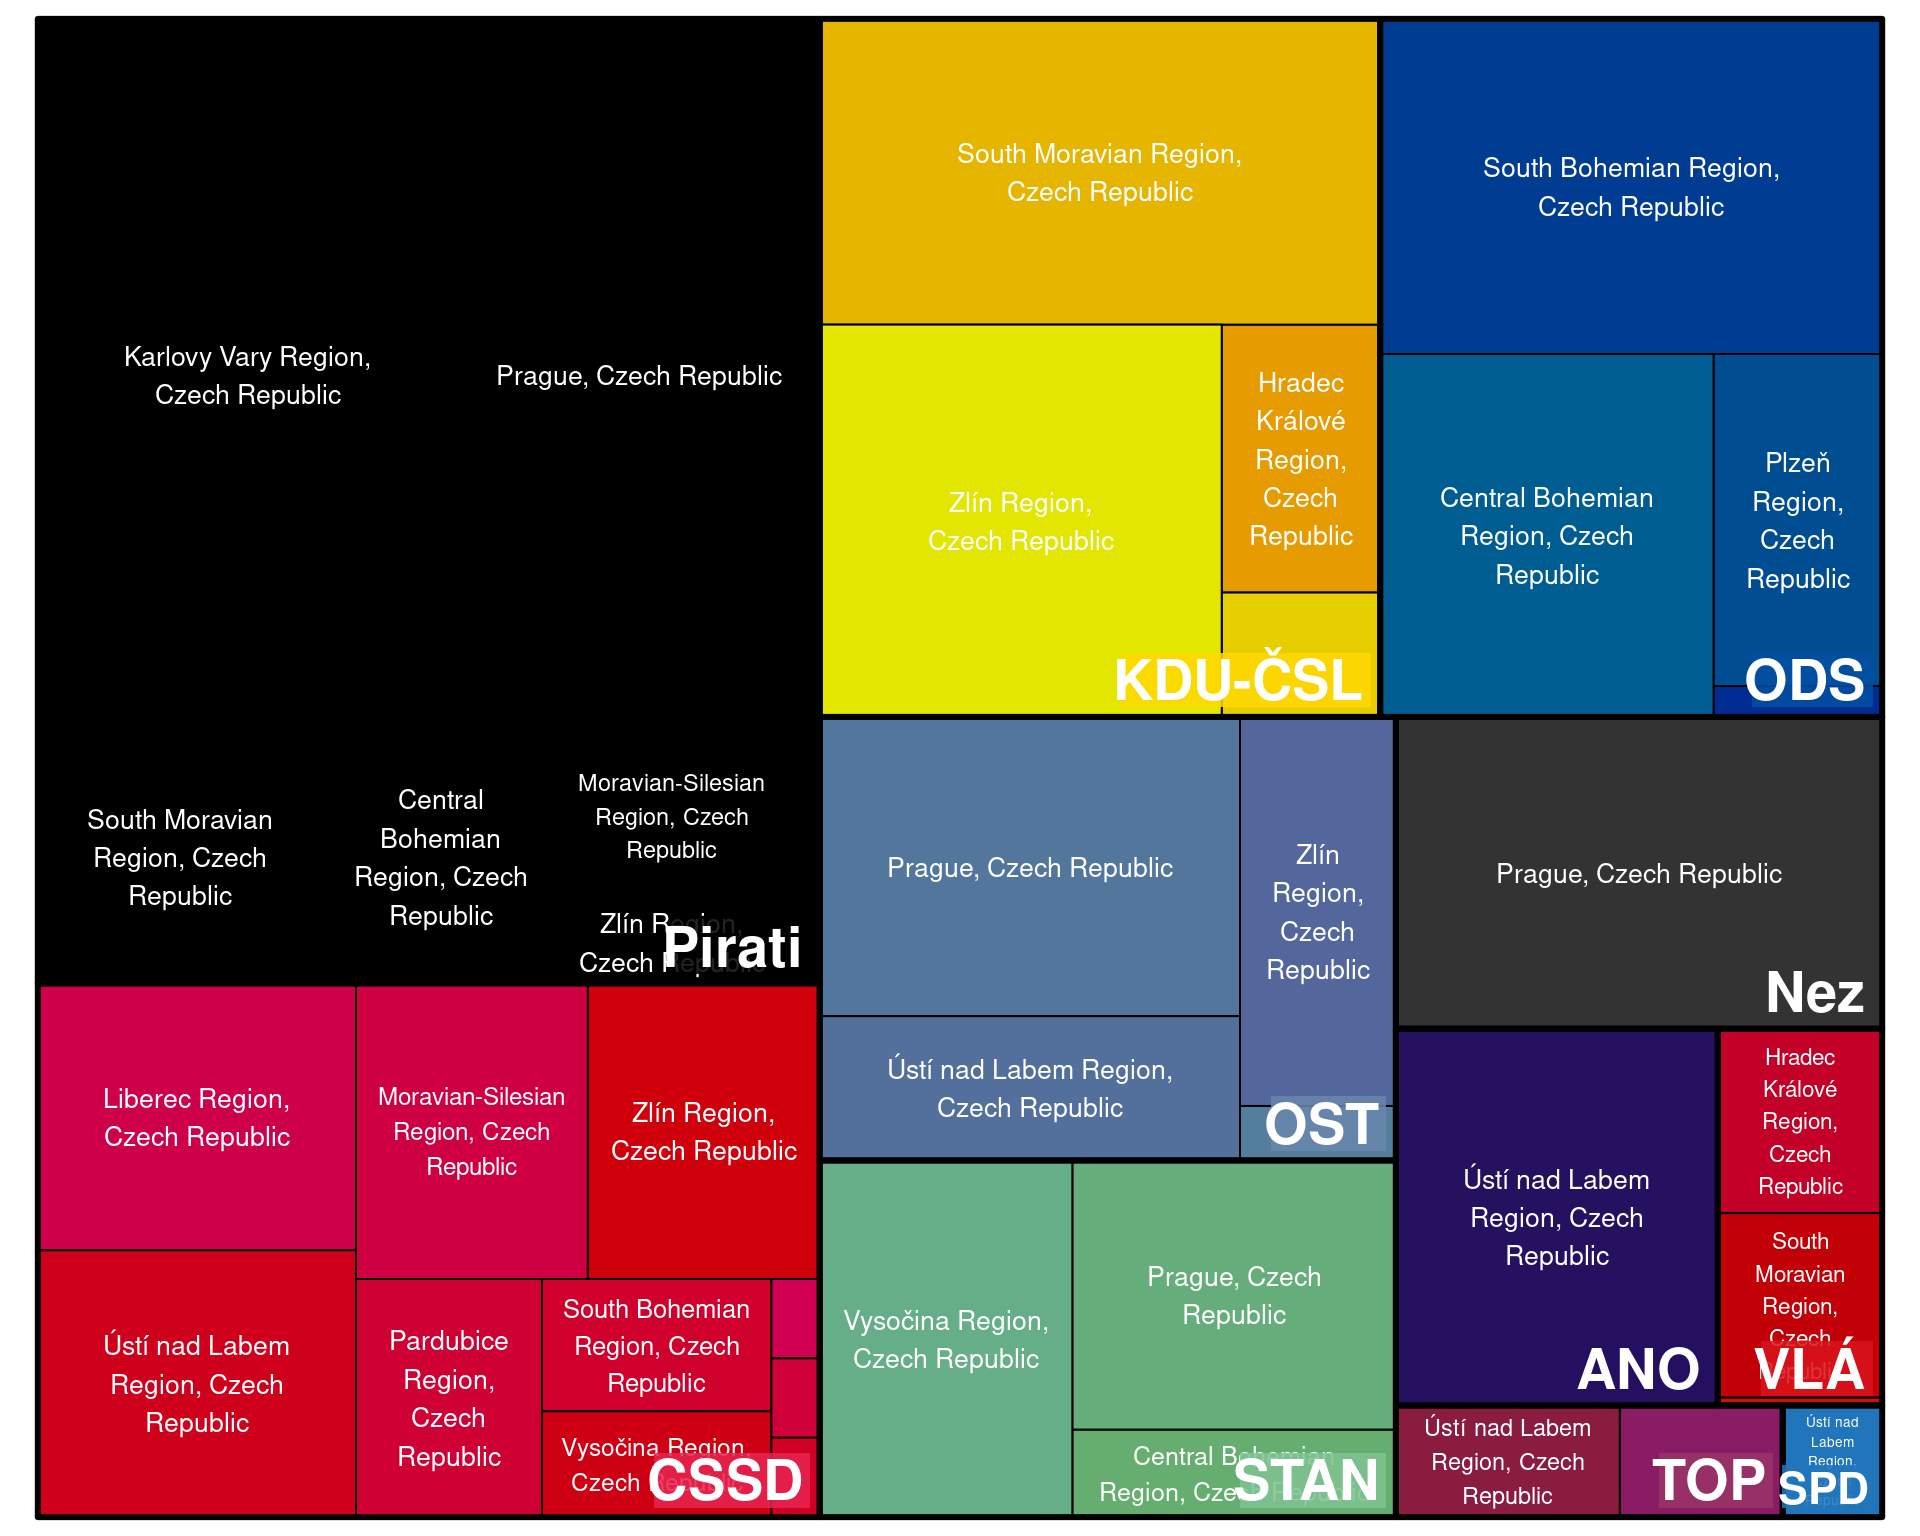 Karlovy Vary Region,
Czech Republic
Prague, Czech Republic
South Moravian
Region, Czech
Republic
Central
Bohemian
Region, Czech
Republic
Moravian-Silesian
Region, Czech
Republic
Zlín Region,
Czech Republic
Pirati
South Moravian Region,
Czech Republic
Zlín Region,
Czech Republic
Hradec
Králové
Region,
Czech
Republic
KDU-ČSL
South Bohemian Region,
Czech Republic
Central Bohemian
Region, Czech
Republic
Plzeň
Region,
Czech
Republic
ODS
Liberec Region,
Czech Republic
Moravian-Silesian
Region, Czech
Republic
Zlín Region,
Czech Republic
Ústí nad Labem
Region, Czech
Republic
Pardubice
Region,
Czech
Republic
South Bohemian
Region, Czech
Republic
Vysočina Region,
Czech Republic
CSSD
Prague, Czech Republic
Zlín
Region,
Czech
Republic
Ústí nad Labem Region,
Czech Republic
OST
Vysočina Region,
Czech Republic
Prague, Czech
Republic
Central Bohemian
Region, Czech Republic
STAN
Prague, Czech Republic
Nez
Ústí nad Labem
Region, Czech
Republic
ANO
Hradec
Králové
Region,
Czech
Republic
South
Moravian
Region,
Czech
Republic
VLÁ
Ústí nad Labem
Region, Czech
Republic
TOP
Ústí nad
Labem
Region,
SPD